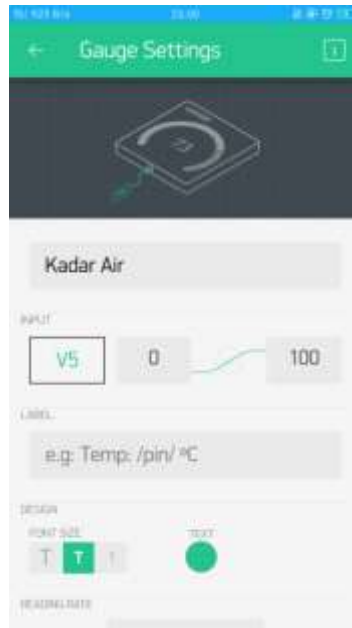 Gauge Settings
Kadar Air
INPUT
V5 0 100
LABEL
e.g: Temp: /pin/ ºC
DESIGN
FONT SIZE TEXT
T T T
READING RATE